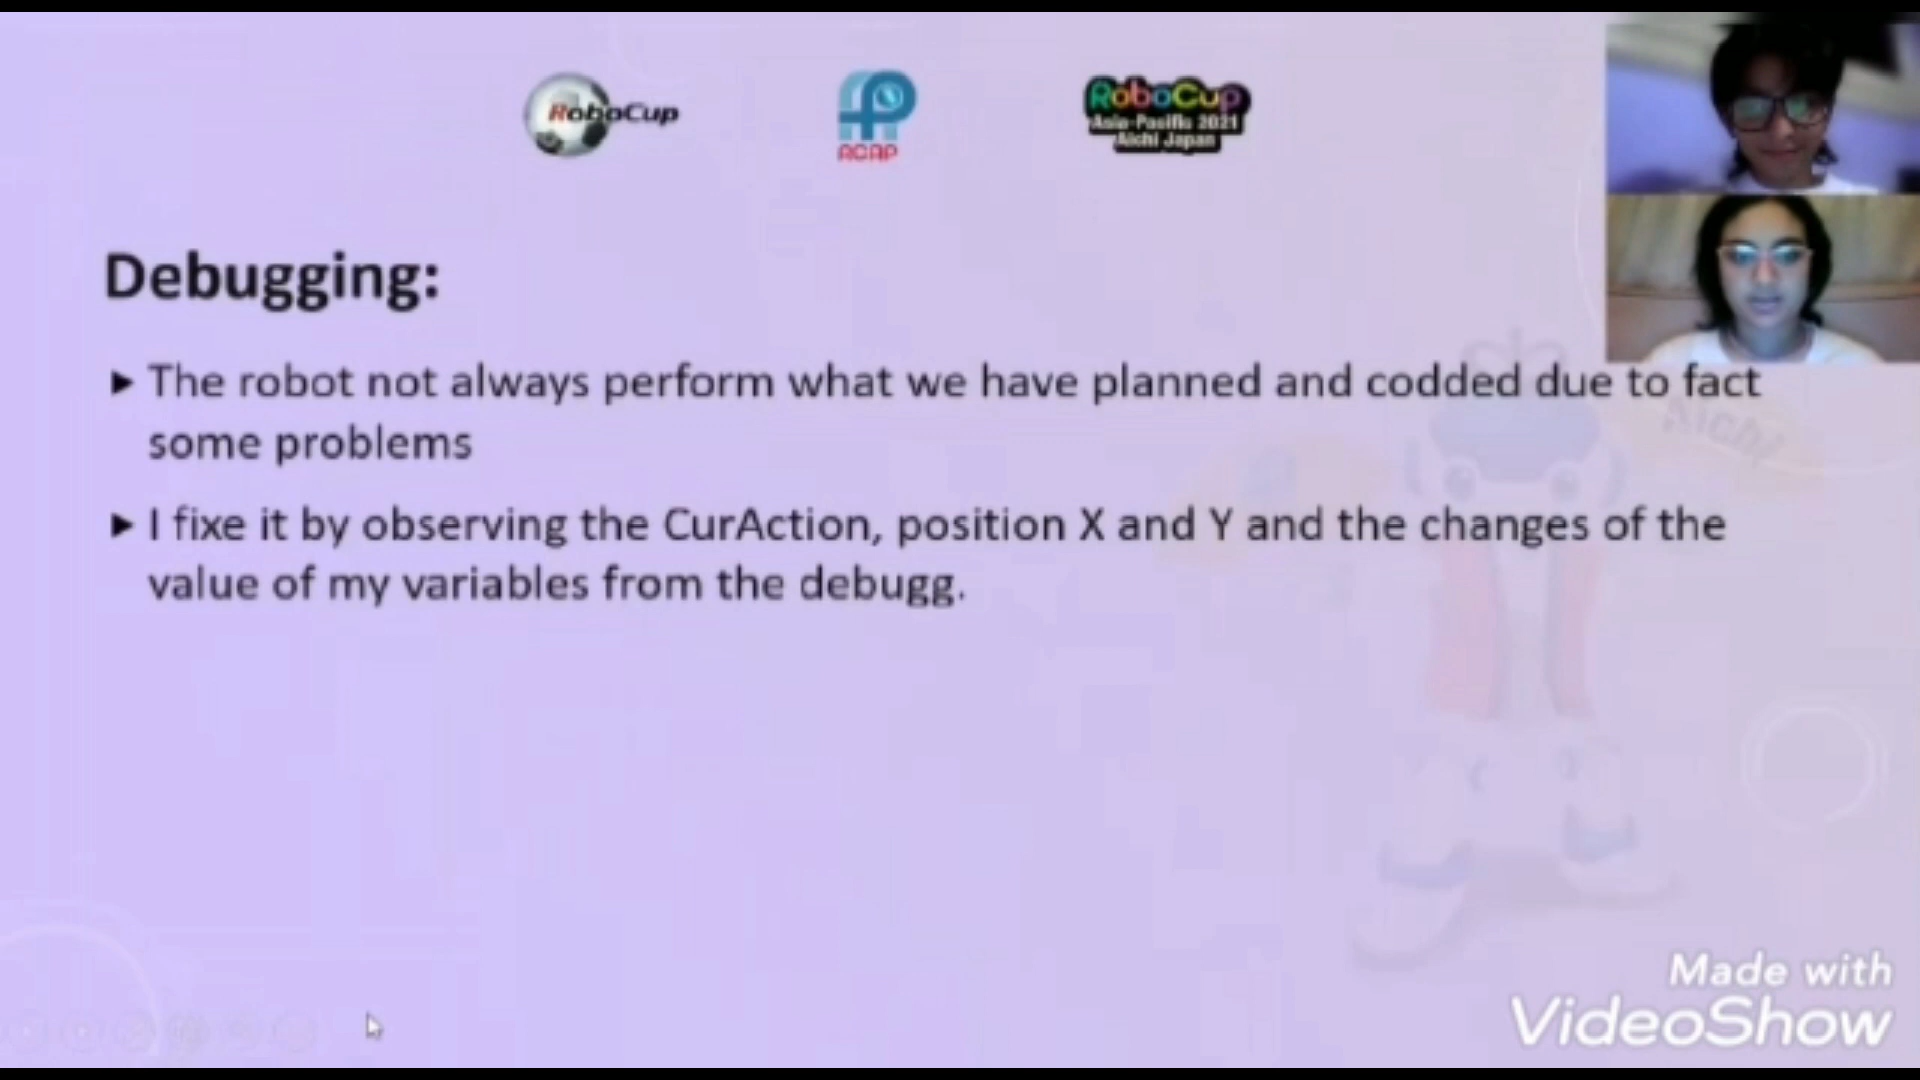 RoboCup
RCAP
RoboCup
Asia-Pacific 2021
Aichi Japan
Debugging:
The robot not always perform what we have planned and codded due to fact
some problems
I fixe it by observing the CurAction, position X and Y and the changes of the
value of my variables from the debugg.
Aichi
Made with
VideoShow